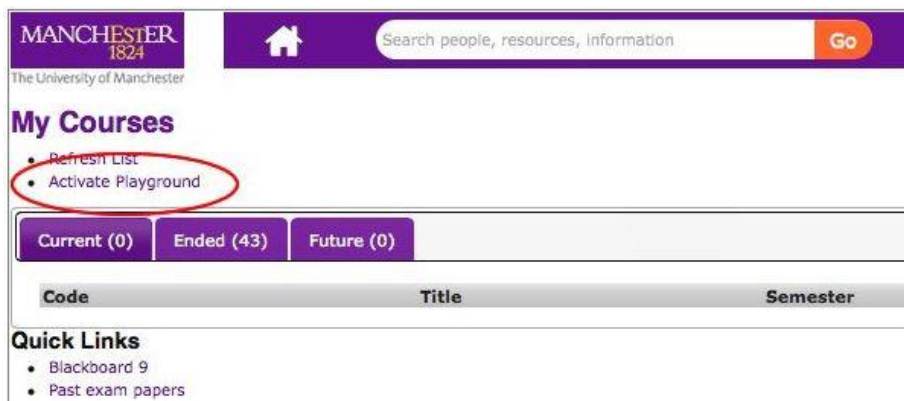 MANCHESTER
1824
The University of Manchester
Search people, resources, information
Go
My Courses
Refresh List
Activate Playground
Current (0) Ended (43) Future (0)
Code Title Semester
Quick Links
Blackboard 9
Past exam papers